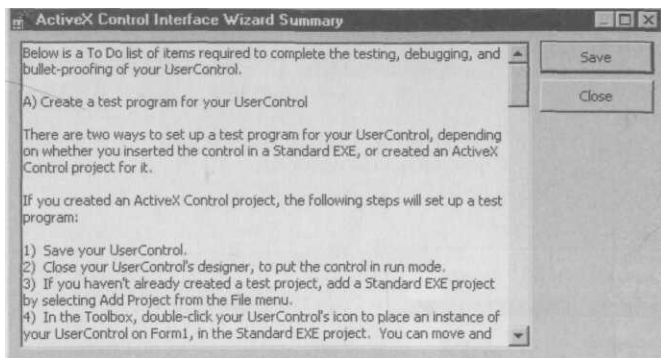 ActiveX Control Interface Wizard Summary
Below is a To Do list of items required to complete the testing, debugging, and
bullet-proofing of your UserControl.
A) Create a test program for your UserControl
There are two ways to set up a test program for your UserControl, depending
on whether you inserted the control in a Standard EXE, or created an ActiveX
Control project for it.
If you created an ActiveX Control project, the following steps will set up a test
program:
1) Save your UserControl.
2) Close your UserControl's designer, to put the control in run mode.
3) If you haven't already created a test project, add a Standard EXE project
by selecting Add Project from the File menu.
4) In the Toolbox, double-click your UserControl's icon to place an instance of
your UserControl on Form1, in the Standard EXE project. You can move and
Save
Close